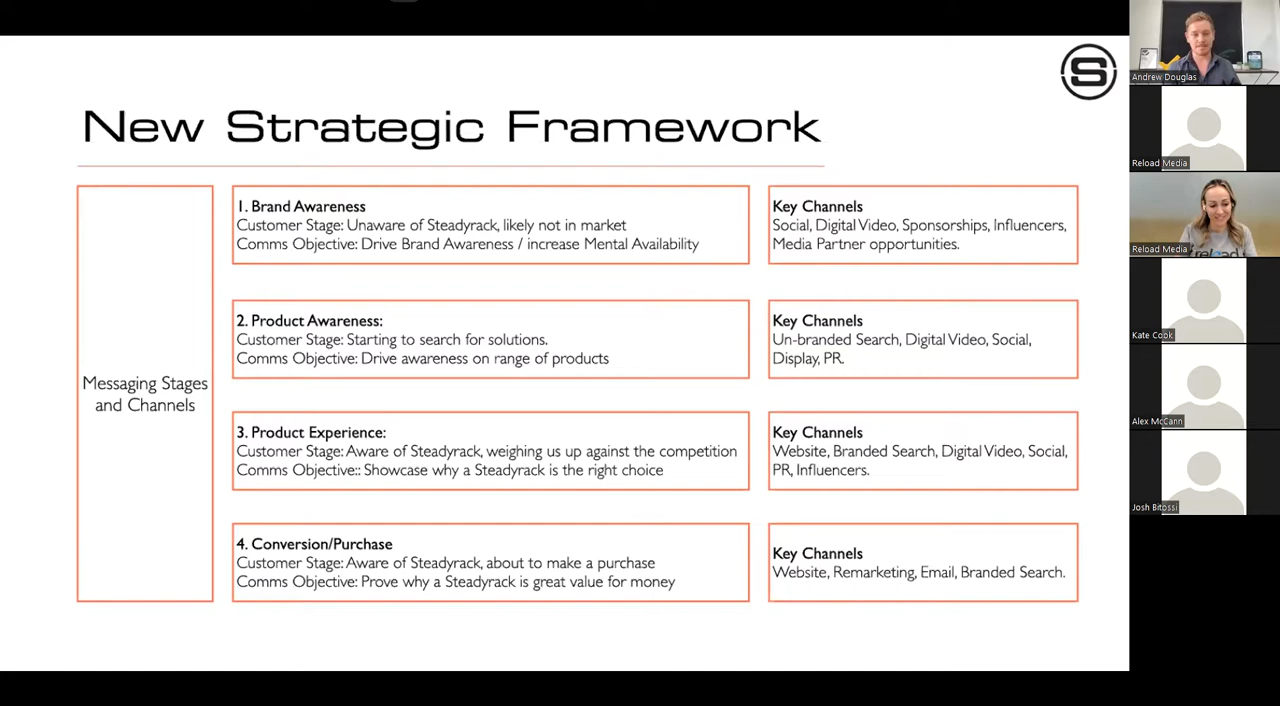 S
New Strategic Framework
Messaging Stages
and Channels
1. Brand Awareness
Customer Stage: Unaware of Steadyrack, likely not in market
Comms Objective: Drive Brand Awareness / increase Mental Availability
Key Channels
Social, Digital Video, Sponsorships, Influencers,
Media Partner opportunities.
2. Product Awareness:
Customer Stage: Starting to search for solutions.
Comms Objective: Drive awareness on range of products
Key Channels
Un-branded Search, Digital Video, Social,
Display, PR.
3. Product Experience:
Customer Stage: Aware of Steadyrack, weighing us up against the competition
Comms Objective:: Showcase why a Steadyrack is the right choice
Key Channels
Website, Branded Search, Digital Video, Social,
PR, Influencers.
4. Conversion/Purchase
Customer Stage: Aware of Steadyrack, about to make a purchase
Comms Objective: Prove why a Steadyrack is great value for money
Key Channels
Website, Remarketing, Email, Branded Search.
Andrew Douglas
Reload Media
reload
Reload Media
Kate Cook
Alex McCann
Josh Bitossi